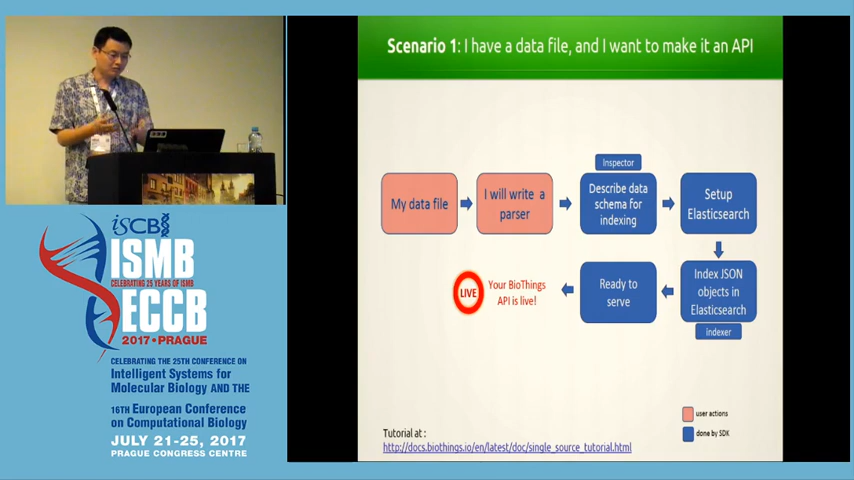 Scenario 1: I have a data file, and I want to make it an API
Inspector
My data file
I will write a
parser
Describe data
schema for
indexing
Setup
Elasticsearch
LIVE
Your BioThings
API is live!
Ready to
serve
Index JSON
objects in
Elasticsearch
indexer
user actions
done by SDK
Tutorial at :
http://docs.biothings.io/en/latest/doc/single_source_tutorial.html
iSCB
ISMB
CELEBRATING 25 YEARS OF ISMB
ECCB
2017 • PRAGUE
CELEBRATING THE 25TH CONFERENCE ON
Intelligent Systems for
Molecular Biology AND THE
16TH European Conference
on Computational Biology
JULY 21-25, 2017
PRAGUE CONGRESS CENTRE